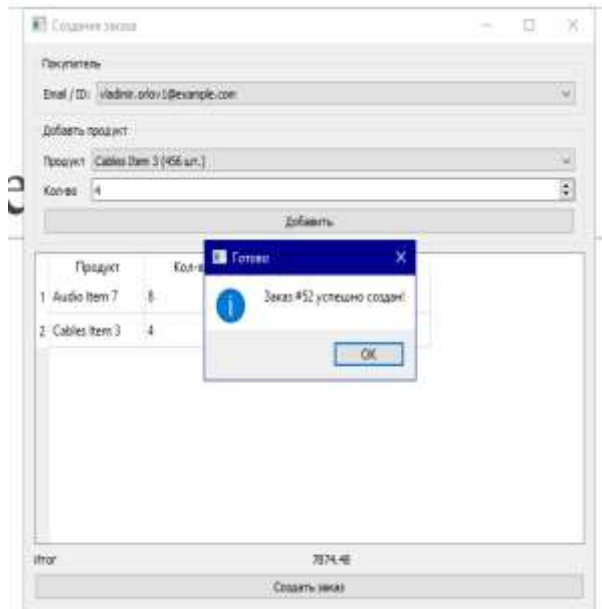 Создание заказа
Покупатель
Email / ID: vladimir.orlov1@example.com
Добавть продукт
Продукт Cables Item 3 (456 шт.)
Кол-во 4
Добавить
Продукт Кол-в
1 Audio Item 7 8
2 Cables Item 3 4
Готово
Заказ #52 успешно создан!
OK
Итог 7874.48
Создать заказ
e